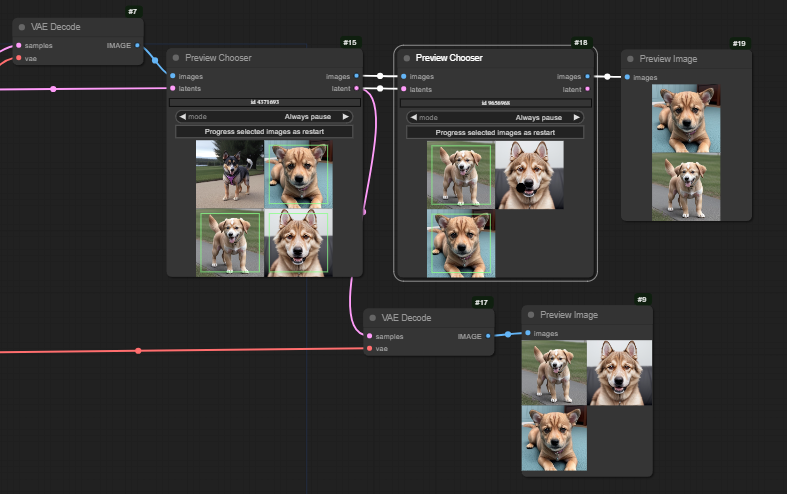 #7
VAE Decode
samples
IMAGE
vae
#15
Preview Chooser
images
images
latents
latent
id 4371693
mode
Always pause
Progress selected images as restart
#18
Preview Chooser
images
images
latents
latent
id 9656968
mode
Always pause
Progress selected images as restart
#19
Preview Image
images
#17
VAE Decode
samples
IMAGE
vae
#9
Preview Image
images